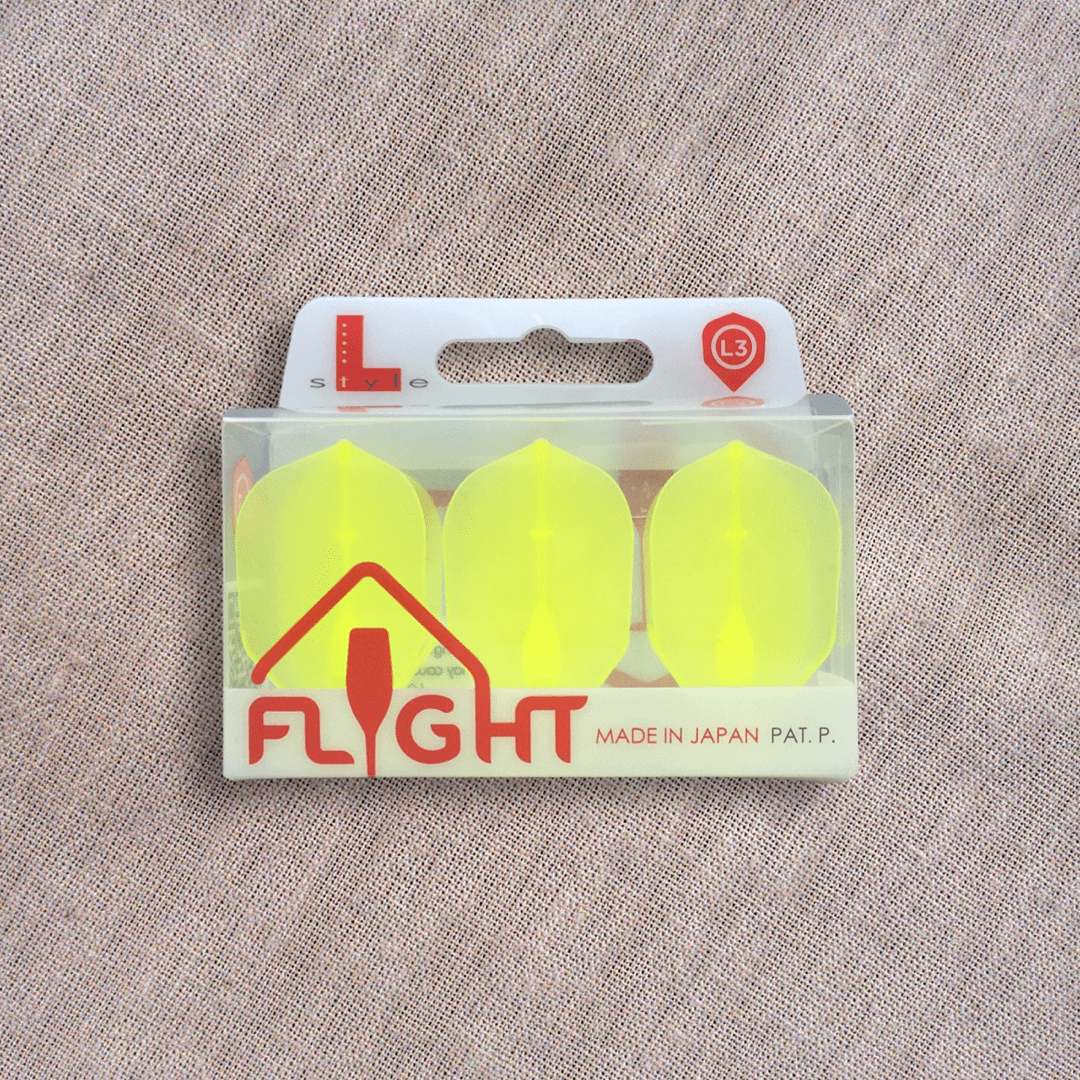 L
style
L3
FLIGHT
MADE IN JAPAN PAT. P.